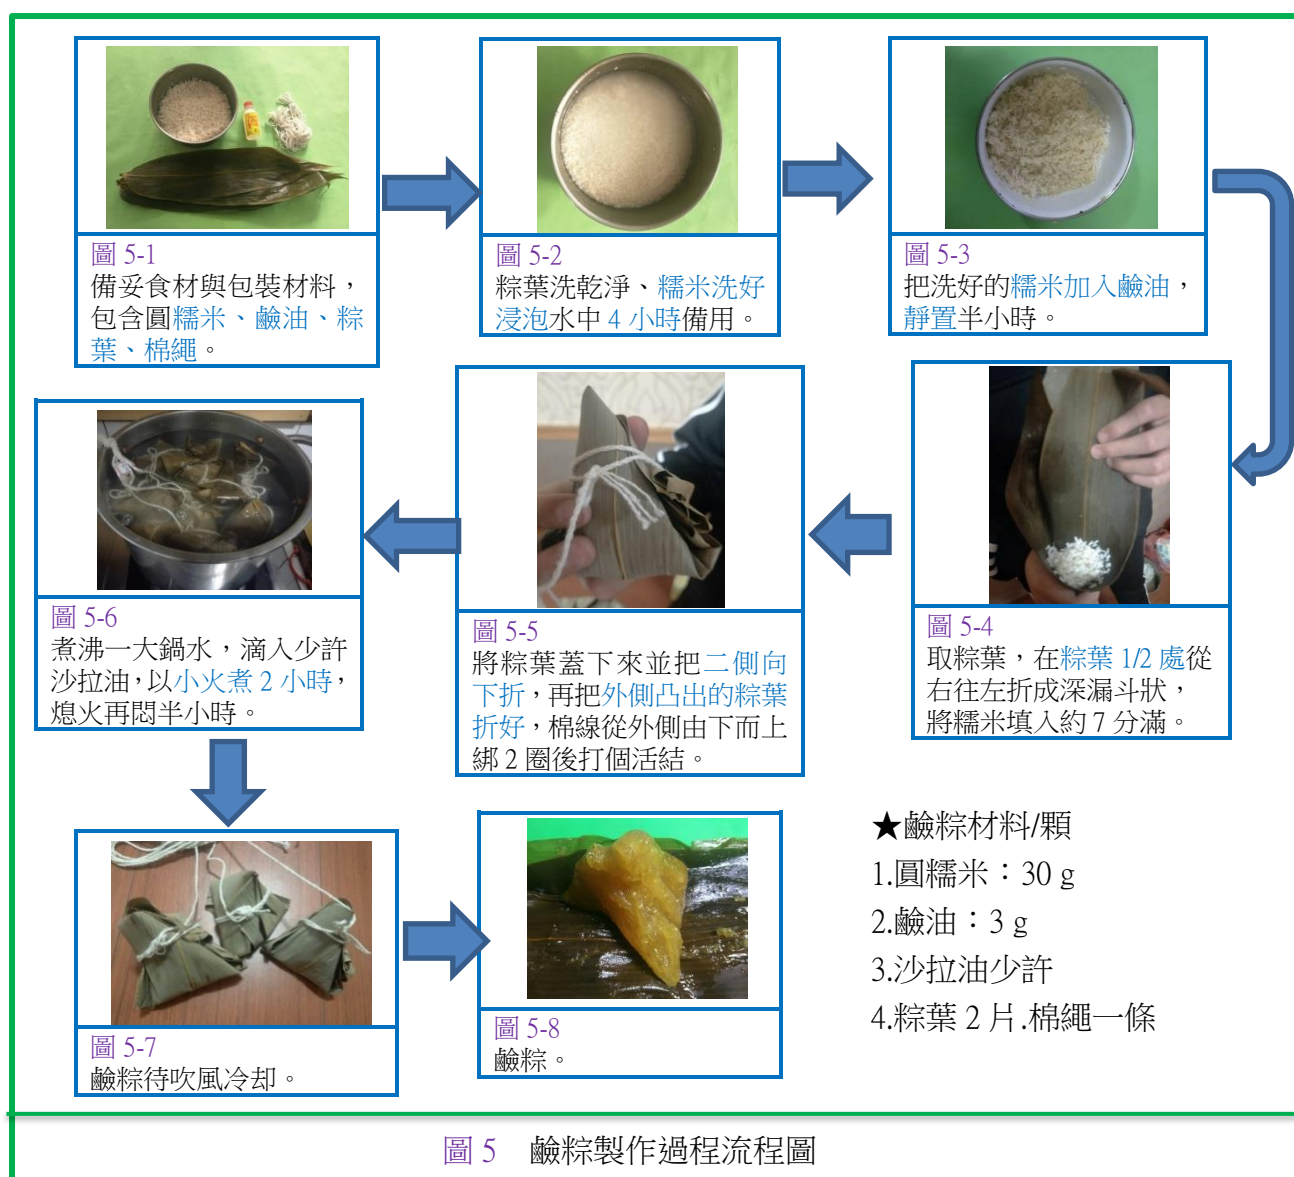 圖 5-1
備妥食材與包裝材料，
包含圓糯米、鹼油、粽
葉、棉繩。
圖 5-2
粽葉洗乾淨、糯米洗好
浸泡水中 4 小時備用。
圖 5-3
把洗好的糯米加入鹼油，
靜置半小時。
圖 5-4
取粽葉，在粽葉 1/2 處從
右往左折成深漏斗狀，
將糯米填入約 7 分滿。
圖 5-5
將粽葉蓋下來並把二側向
下折，再把外側凸出的粽葉
折好，棉線從外側由下而上
綁 2 圈後打個活結。
圖 5-6
煮沸一大鍋水，滴入少許
沙拉油，以小火煮 2 小時，
熄火再悶半小時。
圖 5-7
鹼粽待吹風冷却。
圖 5-8
鹼粽。
★鹼粽材料/顆
1.圓糯米：30 g
2.鹼油：3 g
3.沙拉油少許
4.粽葉 2 片.棉繩一條
圖 5 鹼粽製作過程流程圖